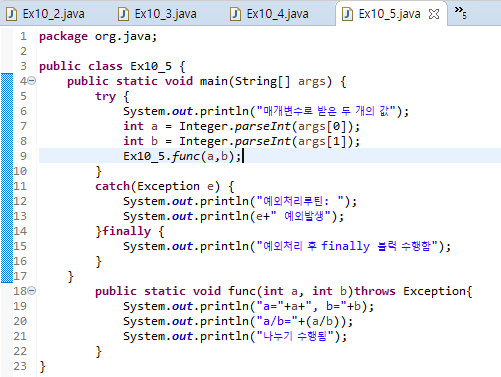 Ex10_2.java Ex10_3.java Ex10_4.java Ex10_5.java »5
1 package org.java;
2
3 public class Ex10_5 {
4 public static void main(String[] args) {
5 try {
6 System.out.println("매개변수로 받은 두 개의 값");
7 int a = Integer.parseInt(args[0]);
8 int b = Integer.parseInt(args[1]);
9 Ex10_5.func(a,b);
10 }
11 catch(Exception e) {
12 System.out.println("예외처리루틴: ");
13 System.out.println(e+" 예외발생");
14 }finally {
15 System.out.println("예외처리 후 finally 블럭 수행함");
16 }
17 }
18 public static void func(int a, int b)throws Exception{
19 System.out.println("a="+a+", b="+b);
20 System.out.println("a/b="+(a/b));
21 System.out.println("나누기 수행됨");
22 }
23 }